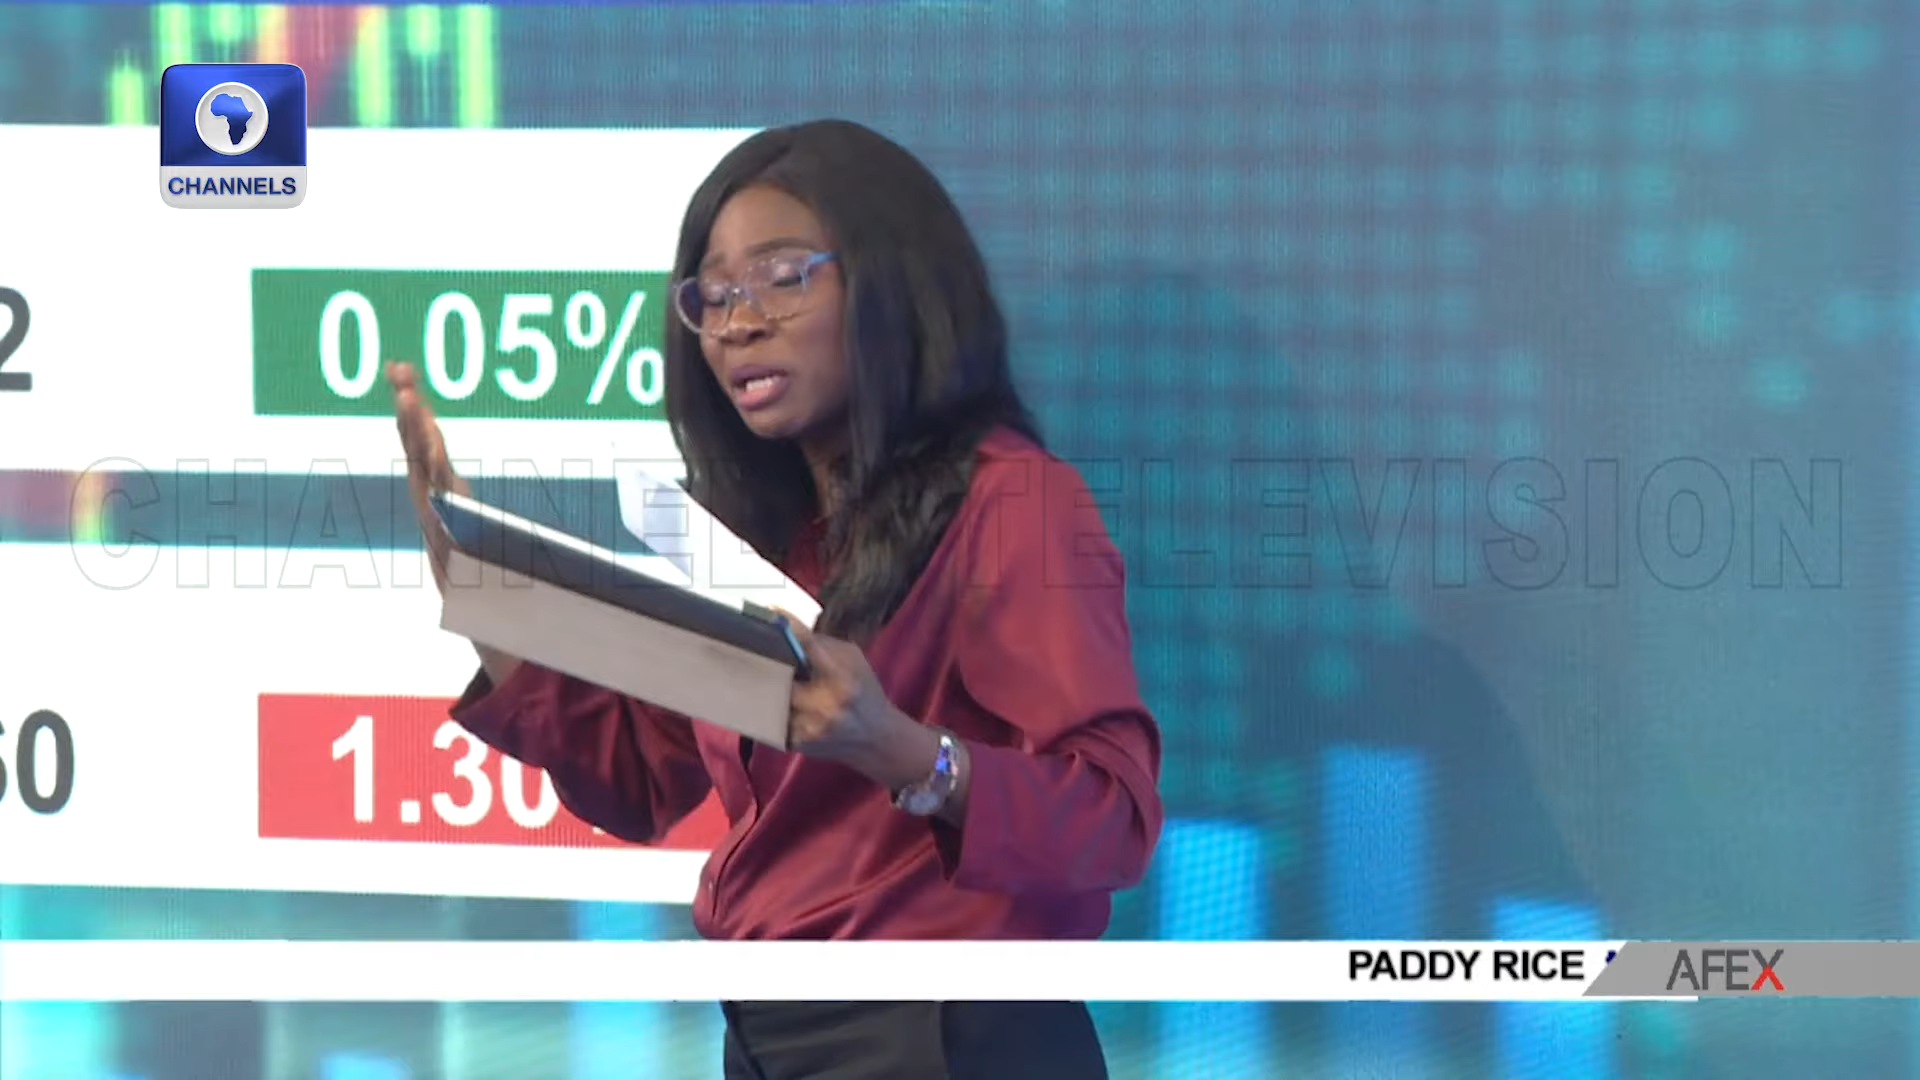 CHANNELS
2
0.05%
CHANNELS TELEVISION
60
1.30%
PADDY RICE
AFEX